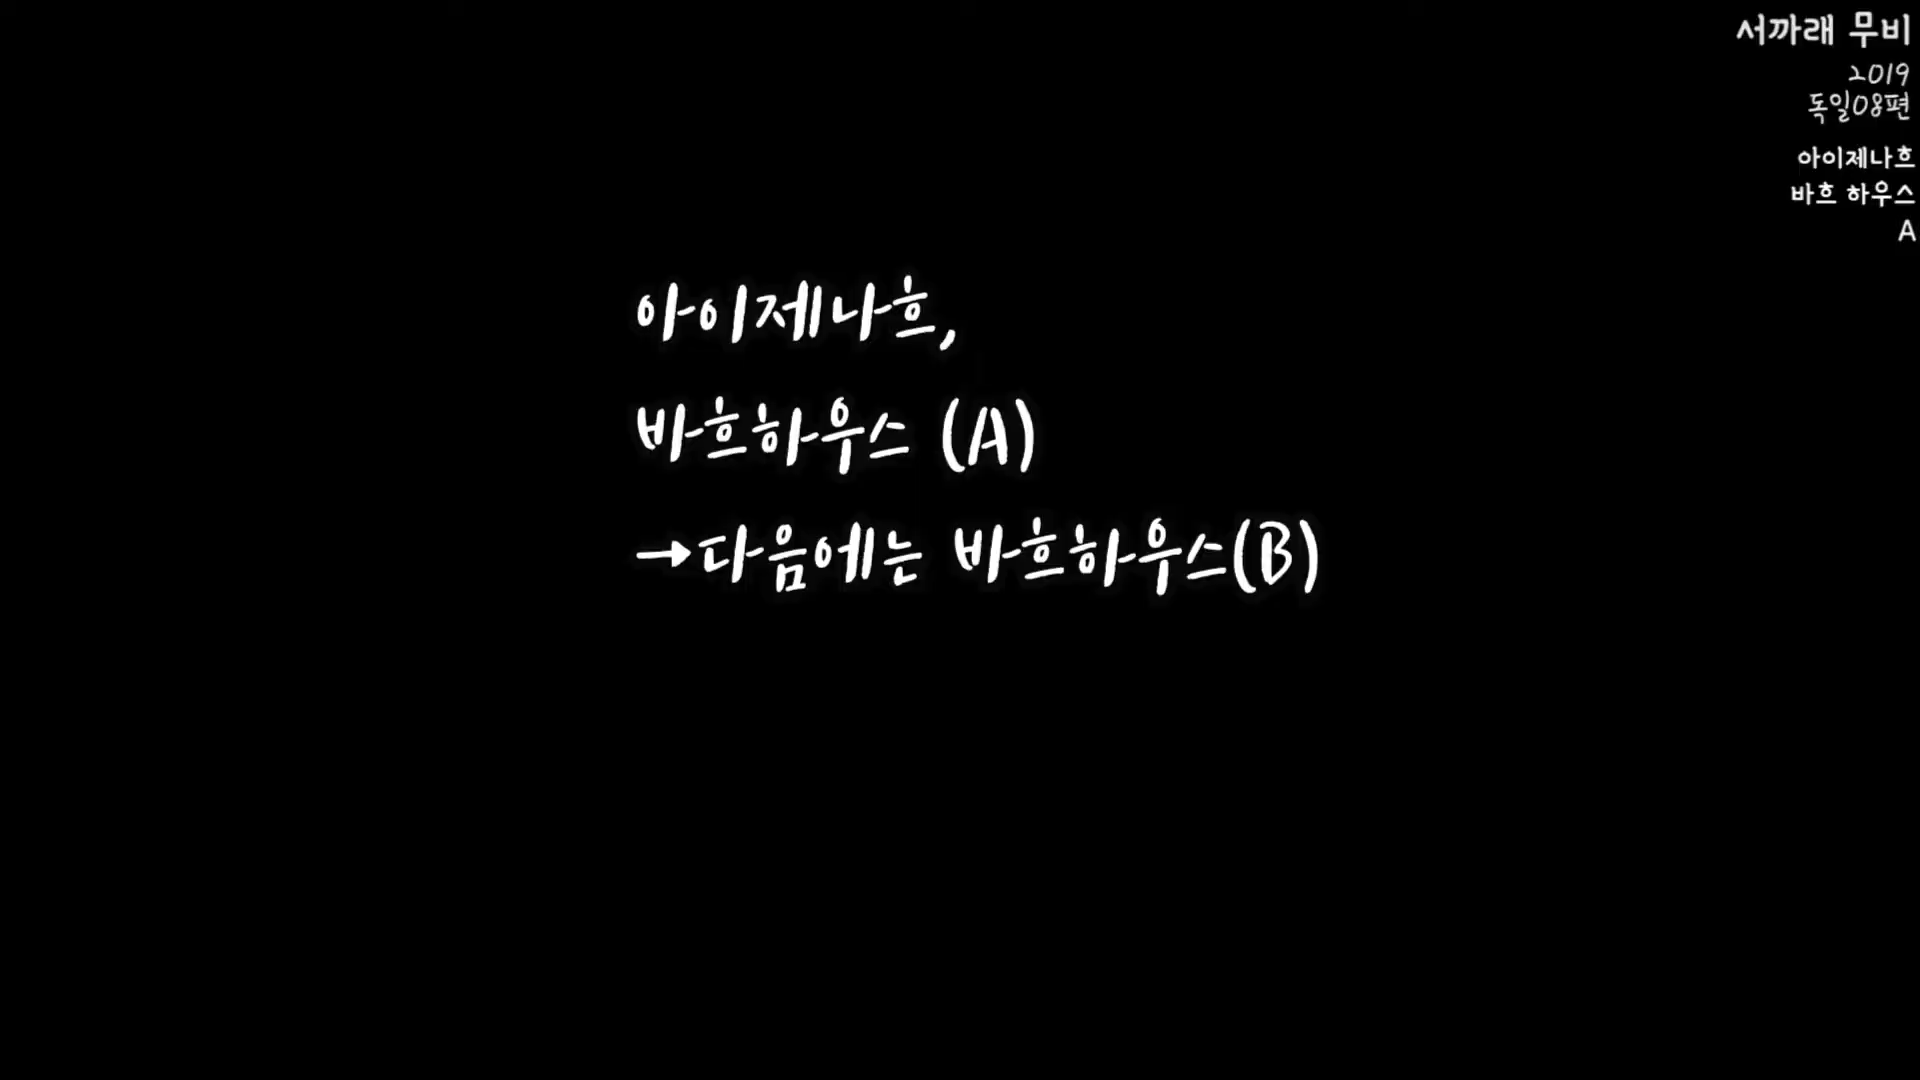 서까래 무비
2019
독일08편
아이제나흐
바흐 하우스
A
아이제나흐,
바흐하우스 (A)
→다음에는 바흐하우스(B)